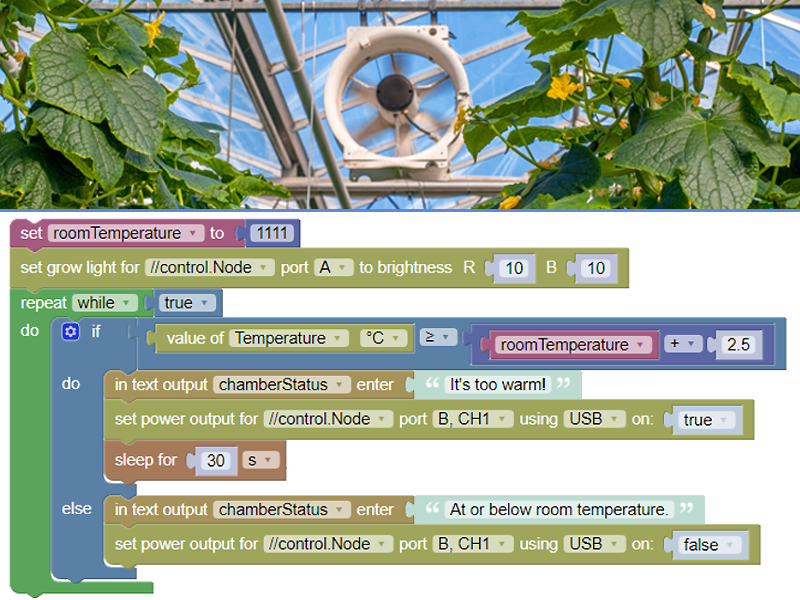 set roomTemperature to 1111
set grow light for //control.Node port A to brightness R 10 B 10
repeat while true
do if value of Temperature °C ≥ roomTemperature + 2.5
do in text output chamberStatus enter “ It's too warm! ”
set power output for //control.Node port B, CH1 using USB on: true
sleep for 30 s
else in text output chamberStatus enter “ At or below room temperature. ”
set power output for //control.Node port B, CH1 using USB on: false